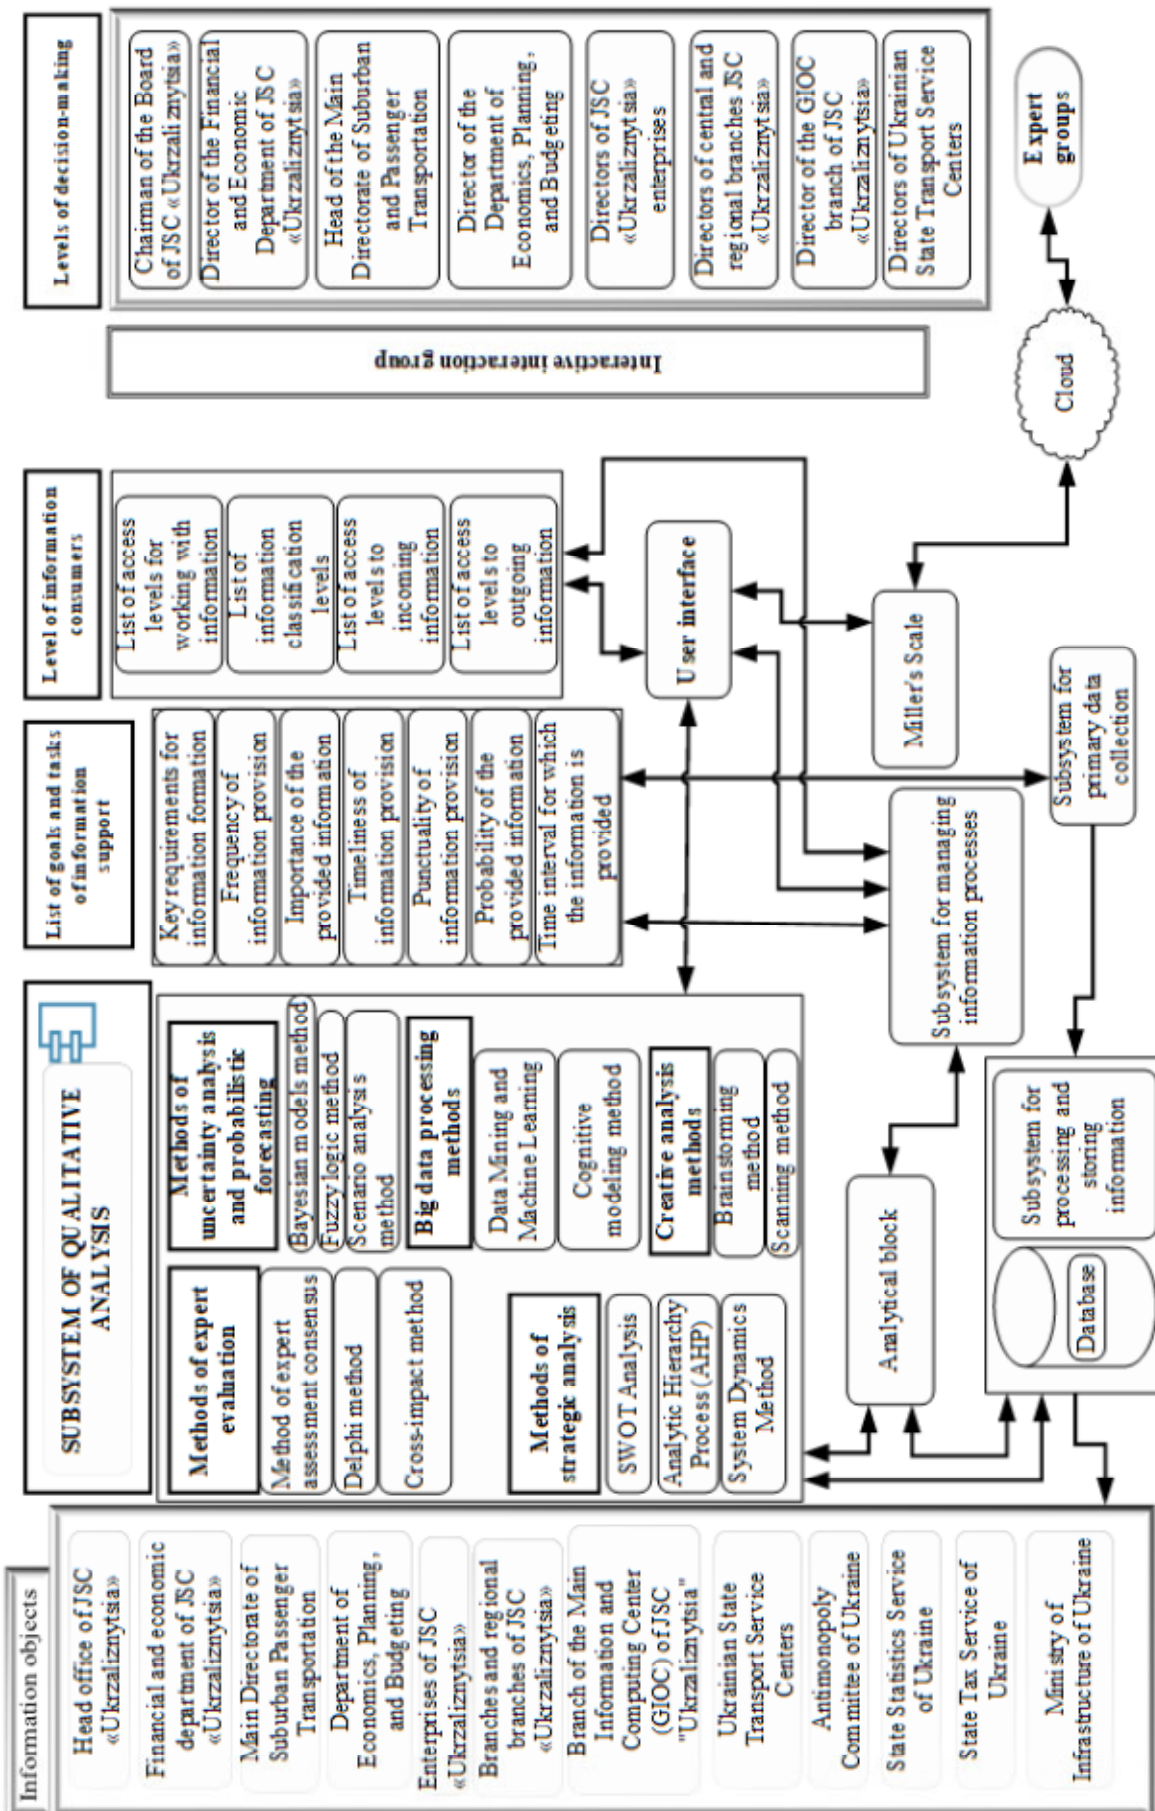 Information objects
Head office of JSC
«Ukrzaliznytsia»
Financial and economic
department of JSC
«Ukrzaliznytsia»
Main Directorate of
Suburban Passenger
Transportation
Department of
Economics, Planning,
and Budgeting
Enterprises of JSC
«Ukrzaliznytsia»
Branches and regional
branches of JSC
«Ukrzaliznytsia»
Branch of the Main
Information and
Computing Center
(GIOC) of JSC
"Ukrzaliznytsia"
Ukrainian State
Transport Service
Centers
Antimonopoly
Committee of Ukraine
State Statistics Service
of Ukraine
State Tax Service of
Ukraine
Ministry of
Infrastructure of Ukraine
SUBSYSTEM OF QUALITATIVE
ANALYSIS
Methods of expert
evaluation
Method of expert
assessment consensus
Delphi method
Cross-impact method
Methods of
strategic analysis
SWOT Analysis
Analytic Hierarchy
Process (AHP)
System Dynamics
Method
Methods of
uncertainty analysis
and probabilistic
forecasting
Bayesian models method
Fuzzy logic method
Scenario analysis
method
Big data processing
methods
Data Mining and
Machine Learning
Cognitive
modeling method
Creative analysis
methods
Brainstorming
method
Scanning method
List of goals and tasks
of information
support
Key requirements for
information formation
Frequency of
information provision
Importance of the
provided information
Timeliness of
information provision
Punctuality of
information provision
Probability of the
provided information
Time interval for which
the information is
provided
Level of information
consumers
List of access
levels for
working with
information
List of
information
classification
levels
List of access
levels to
incoming
information
List of access
levels to
outgoing
information
User interface
Miller's Scale
Subsystem for managing
information processes
Subsystem for
primary data
collection
Analytical block
Subsystem for
processing and
storing
information
Database
Interactive interaction group
Levels of decision-making
Chairman of the Board
of JSC «Ukrzaliznytsia»
Director of the Financial
and Economic
Department of JSC
«Ukrzaliznytsia»
Head of the Main
Directorate of Suburban
and Passenger
Transportation
Director of the
Department of
Economics, Planning,
and Budgeting
Directors of JSC
«Ukrzaliznytsia»
enterprises
Directors of central and
regional branches JSC
«Ukrzaliznytsia»
Director of the GIOC
branch of JSC
«Ukrzaliznytsia»
Directors of Ukrainian
State Transport Service
Centers
Cloud
Expert
groups